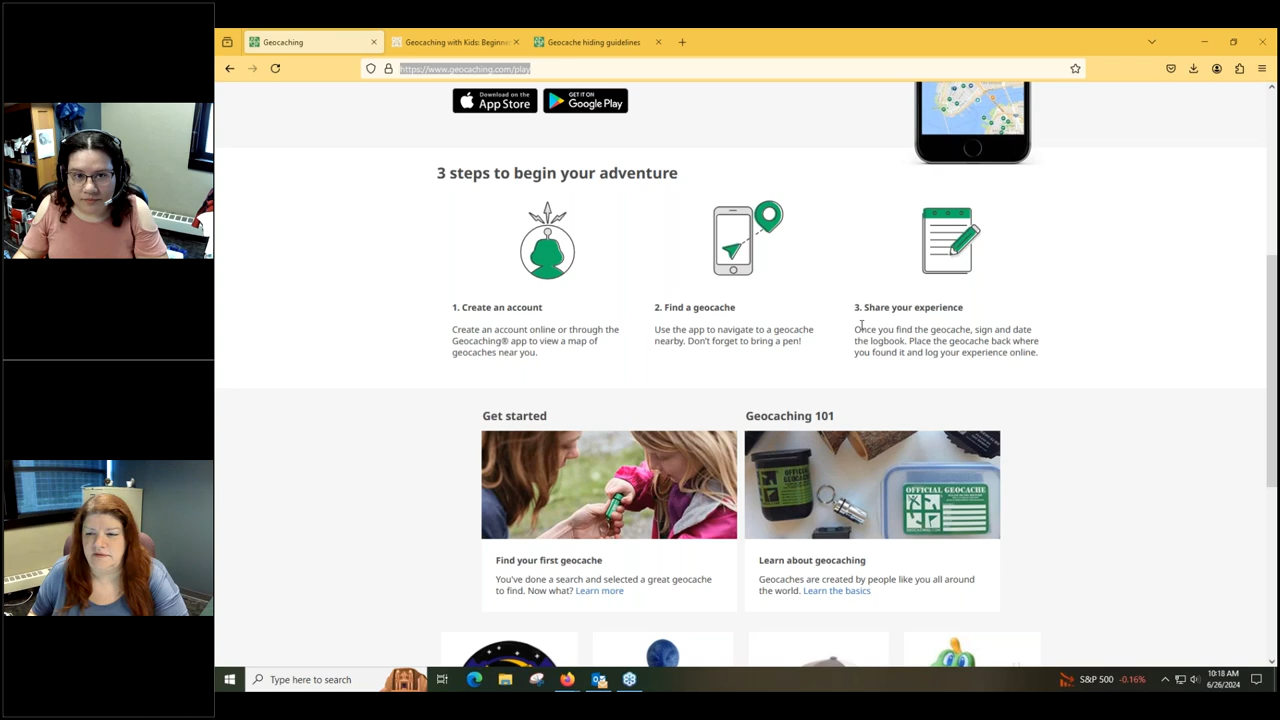 Geocaching
Geocaching with Kids: Beginne
Geocache hiding guidelines
https://www.geocaching.com/play
Download on the
App Store
GET IT ON
Google Play
3 steps to begin your adventure
1. Create an account
Create an account online or through the
Geocaching® app to view a map of
geocaches near you.
2. Find a geocache
Use the app to navigate to a geocache
nearby. Don't forget to bring a pen!
3. Share your experience
Once you find the geocache, sign and date
the logbook. Place the geocache back where
you found it and log your experience online.
Get started
Geocaching 101
OFFICIAL
GEOCACHE
OFFICIAL GEOCACHE
Find your first geocache
You've done a search and selected a great geocache
to find. Now what? Learn more
Learn about geocaching
Geocaches are created by people like you all around
the world. Learn the basics
Type here to search
S&P 500 -0.16%
10:18 AM
6/26/2024